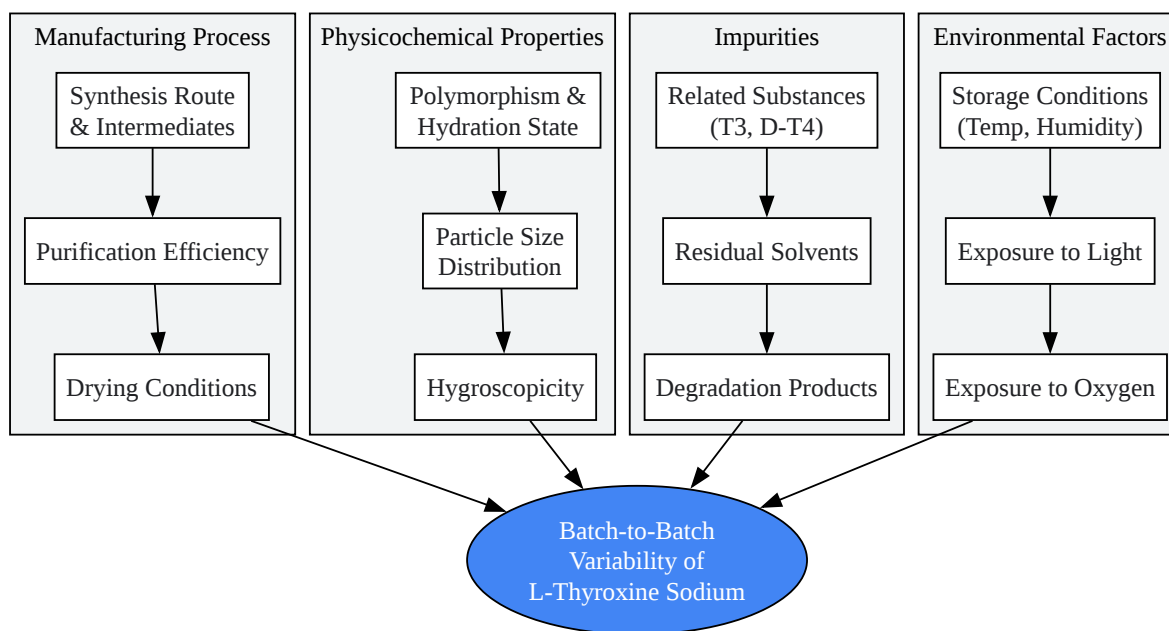 Manufacturing Process
Synthesis Route
& Intermediates
Purification Efficiency
Drying Conditions
Physicochemical Properties
Polymorphism &
Hydration State
Particle Size
Distribution
Hygroscopicity
Impurities
Related Substances
(T3, D-T4)
Residual Solvents
Degradation Products
Environmental Factors
Storage Conditions
(Temp, Humidity)
Exposure to Light
Exposure to Oxygen
Batch-to-Batch
Variability of
L-Thyroxine Sodium